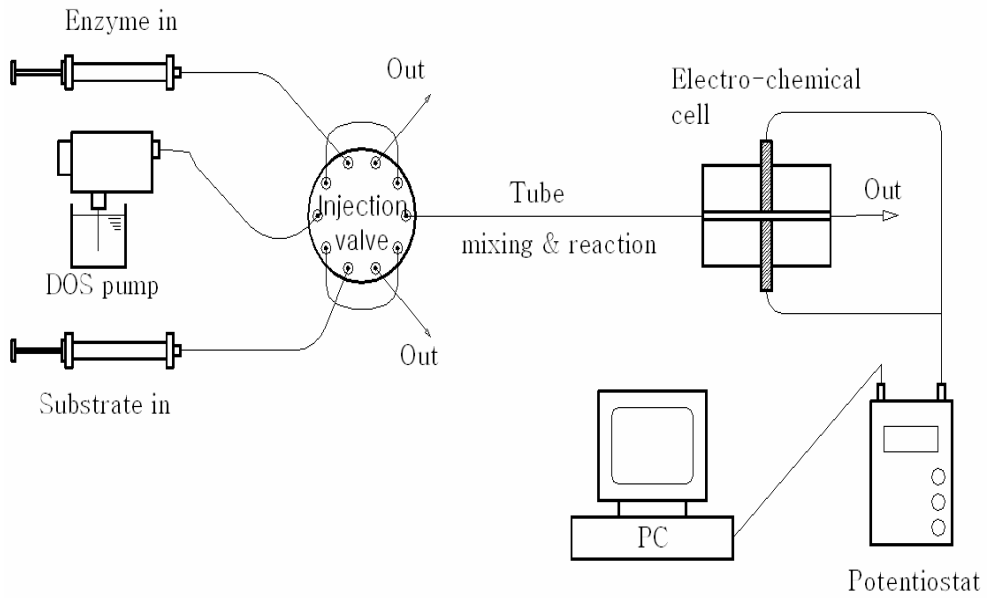 Enzyme in
Out
Electro-chemical
cell
Injection
valve
Tube
mixing & reaction
Out
DOS pump
Out
Substrate in
PC
Potentiostat